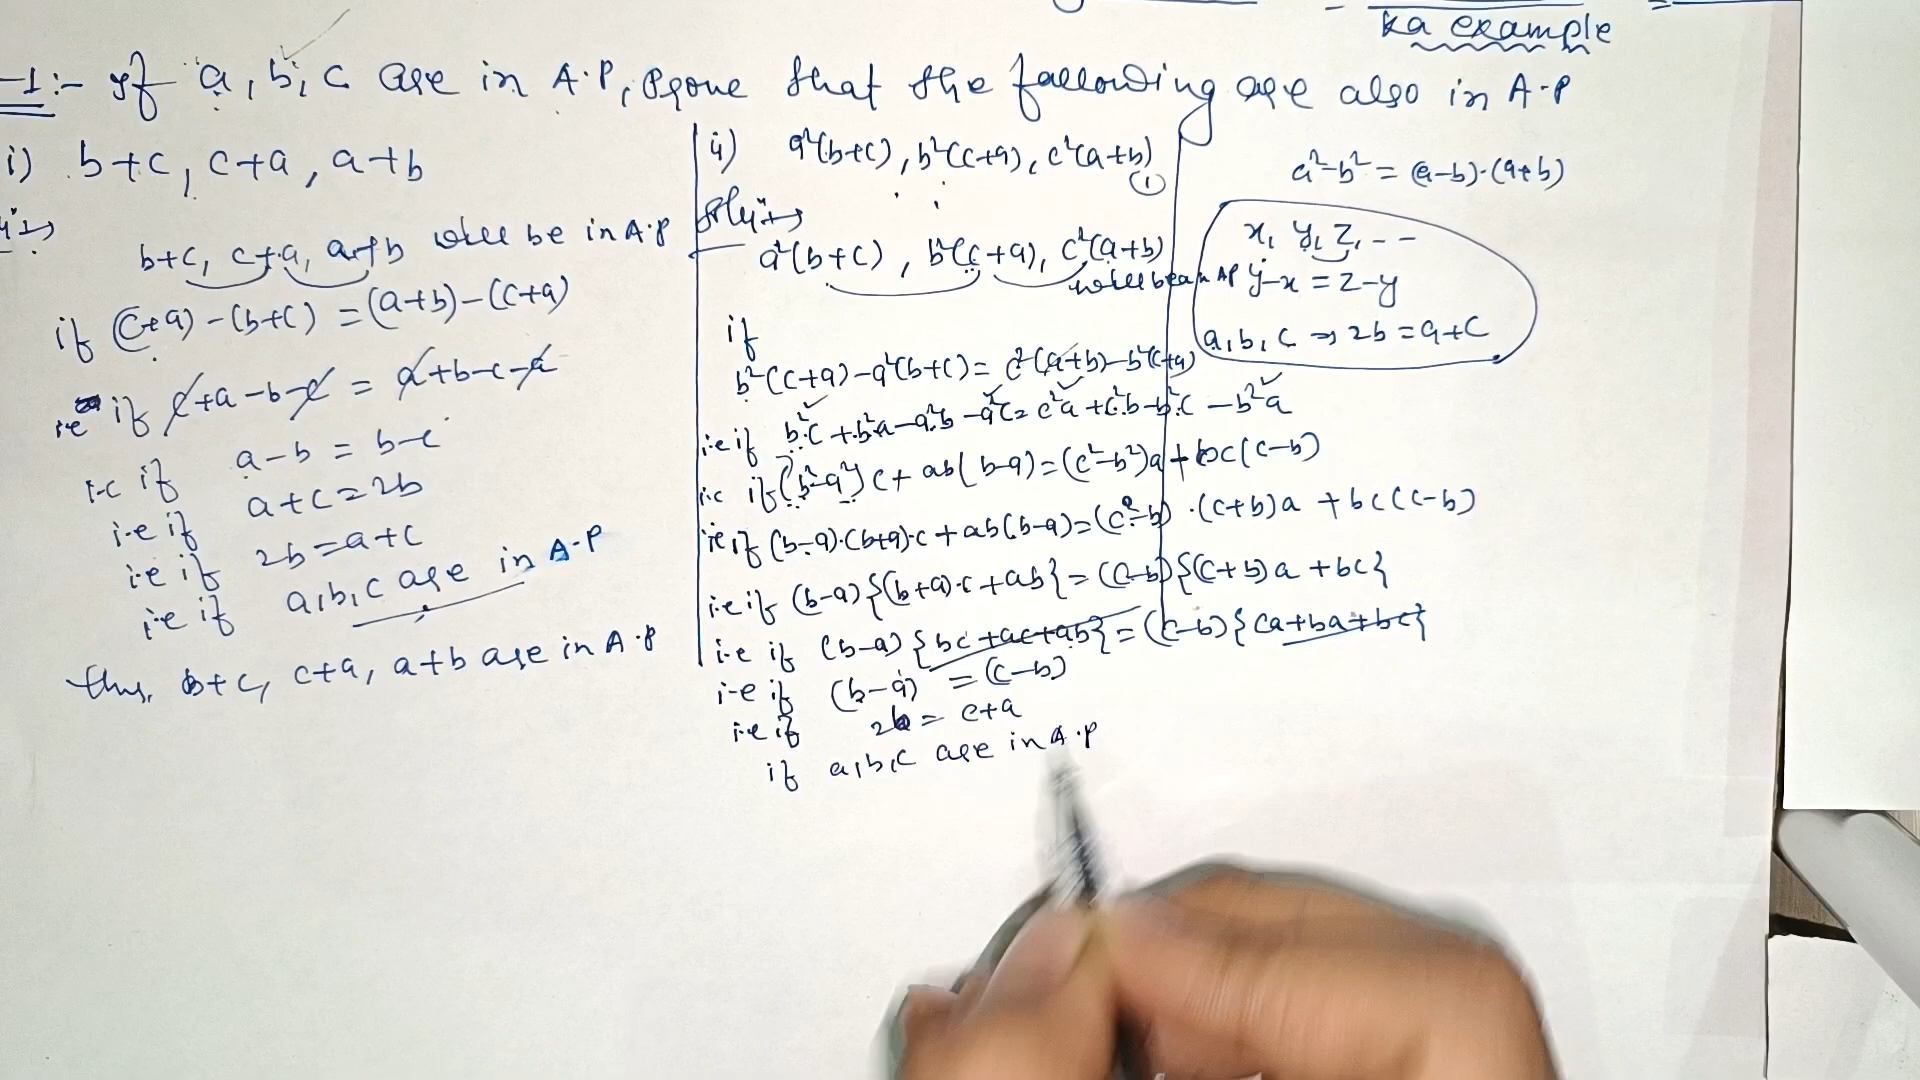 ka example
-1:- If a, b, c are in A.P, Prove that the following are also in A-P
i) b+c, c+a, a+b
b+c, c+a, a+b will be in A.P
if (c+a)-(b+c) = (a+b)-(c+a)
i.e if c+a-b-c = a+b-c-a
i-e if a-b = b-c
i-e if a+c=2b
i-e if 2b=a+c
i-e if a,b,c are in A-P
thus, b+c, c+a, a+b are in A.P
ii) a²(b+c), b²(c+a), c²(a+b)
(1)
Soln:→
a²(b+c), b²(c+a), c²(a+b)
will be in AP
if
b²(c+a)-a²(b+c) = c²(a+b)-b²(c+a)
i-e if b²c+b²a-a²b-a²c = c²a+c²b-b²c-b²a
i-e if (b²-a²)c+ab(b-a)=(c²-b²)a+bc(c-b)
i-e if (b-a).(b+a).c+ab(b-a)=(c-b).(c+b)a+bc(c-b)
i-e if (b-a){(b+a).c+ab}=(c-b){(c+b)a+bc}
i-e if (b-a){bc+ac+ab}=(c-b){ca+ba+bc}
i-e if (b-a) = (c-b)
i-e if 2b = c+a
if a,b,c are in A.P
a²-b² = (a-b).(a+b)
x, y, z, - -
y-x = z-y
a, b, c ⇒ 2b = a+c